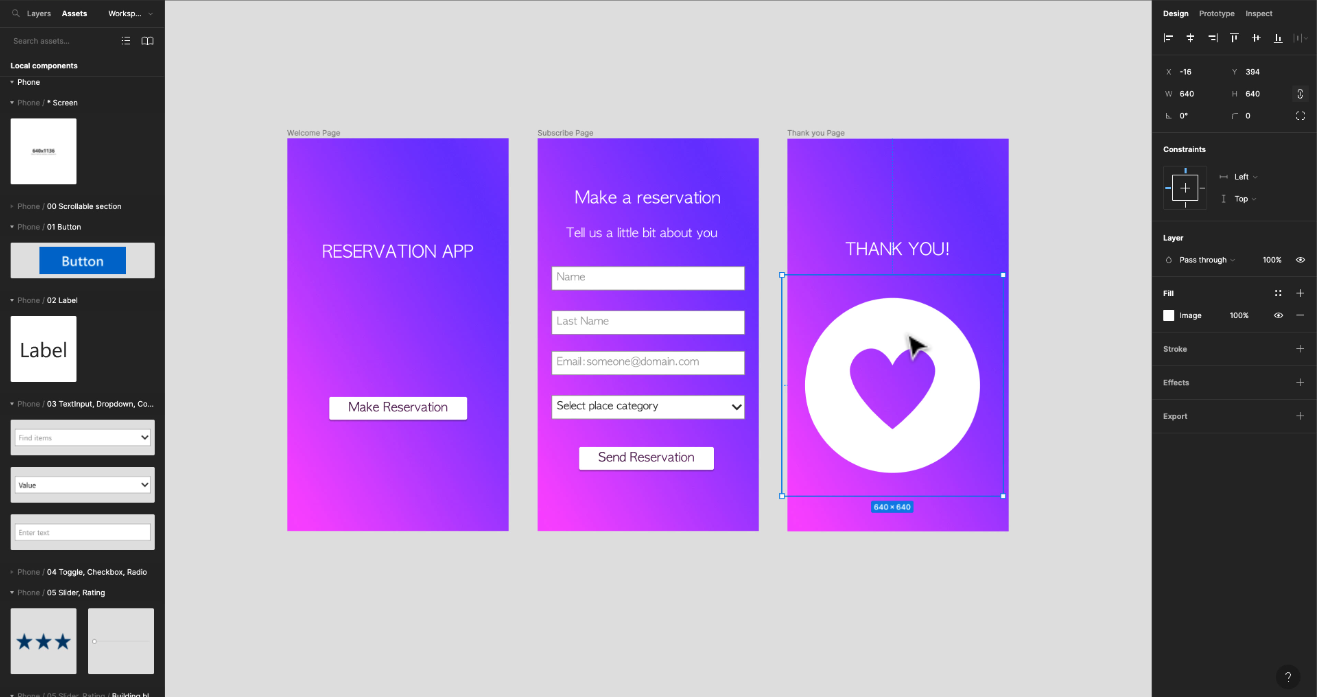 Layers Assets Worksp...
Search assets...
Local components
Phone
Phone / * Screen
640x1136
Phone / 00 Scrollable section
Phone / 01 Button
Button
Phone / 02 Label
Label
Phone / 03 TextInput, Dropdown, Co...
Find items
Value
Enter text
Phone / 04 Toggle, Checkbox, Radio
Phone / 05 Slider, Rating
Phone / 05 Slider, Rating / Building bl
Welcome Page
RESERVATION APP
Make Reservation
Subscribe Page
Make a reservation
Tell us a little bit about you
Name
Last Name
Email:someone@domain.com
Select place category
Send Reservation
Thank you Page
THANK YOU!
640 × 640
Design Prototype Inspect
X -16 Y 394
W 640 H 640
0° 0
Constraints
Left
Top
Layer
Pass through 100%
Fill
Image 100%
Stroke
Effects
Export
?